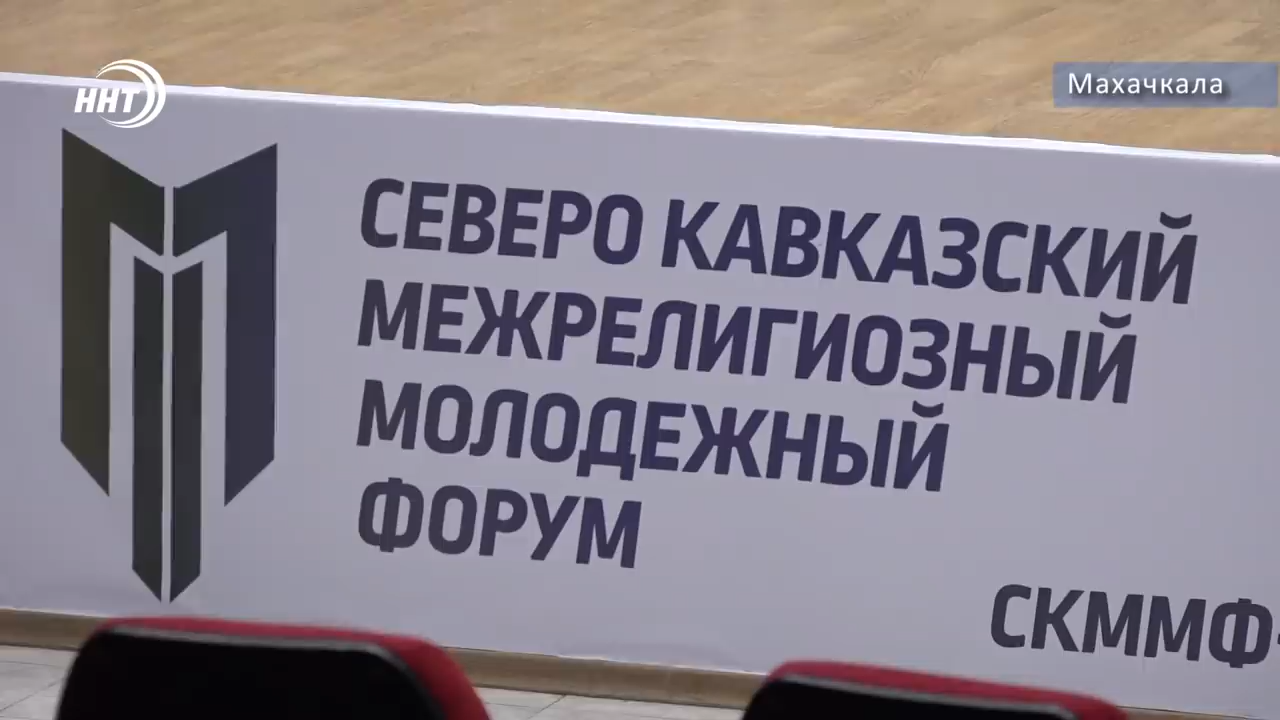 ННТ
Махачкала
СЕВЕРО КАВКАЗСКИЙ
МЕЖРЕЛИГИОЗНЫЙ
МОЛОДЕЖНЫЙ
ФОРУМ
СКММФ